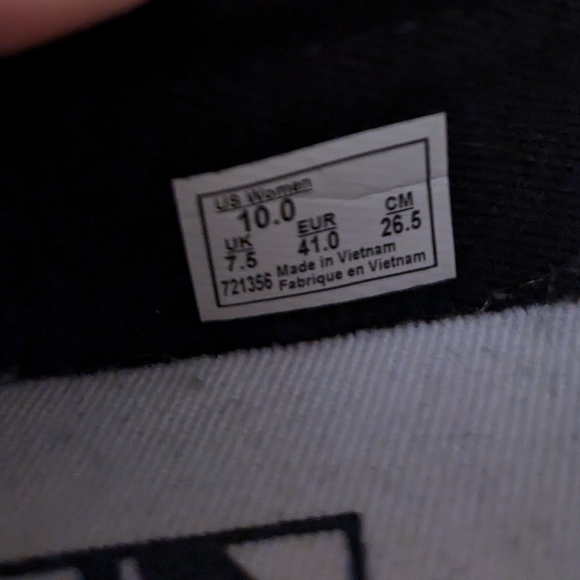 US Women
10.0
UK EUR CM
7.5 41.0 26.5
721356 Made in Vietnam
Fabrique en Vietnam